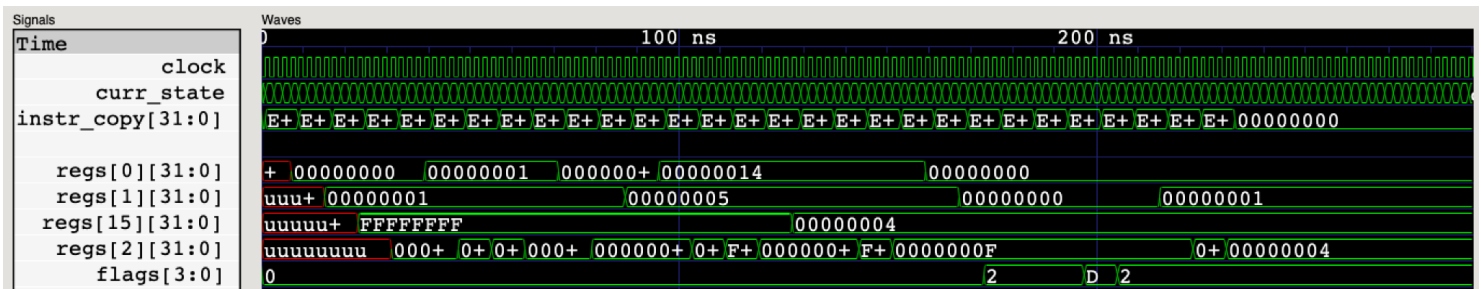 Signals Waves
Time 0 100 ns 200 ns
clock
curr_state
instr_copy[31:0] E+ E+ E+ E+ E+ E+ E+ E+ E+ E+ E+ E+ E+ E+ E+ E+ E+ E+ E+ E+ E+ E+ E+ E+ E+ E+ E+ E+ E+ 00000000
regs[0][31:0] + 00000000 00000001 000000+ 00000014 00000000
regs[1][31:0] uuu+ 00000001 00000005 00000000 00000001
regs[15][31:0] uuuuu+ FFFFFFFF 00000004
regs[2][31:0] uuuuuuuuu 000+ 0+ 0+ 000+ 000000+ 0+ F+ 000000+ F+ 0000000F 0+ 00000004
flags[3:0] 0 2 D 2